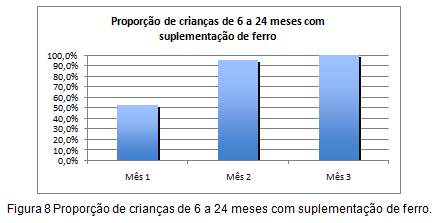 Proporção de crianças de 6 a 24 meses com
suplementação de ferro
100,0%
90,0%
80,0%
70,0%
60,0%
50,0%
40,0%
30,0%
20,0%
10,0%
0,0%
Mês 1 Mês 2 Mês 3
Figura 8 Proporção de crianças de 6 a 24 meses com suplementação de ferro.